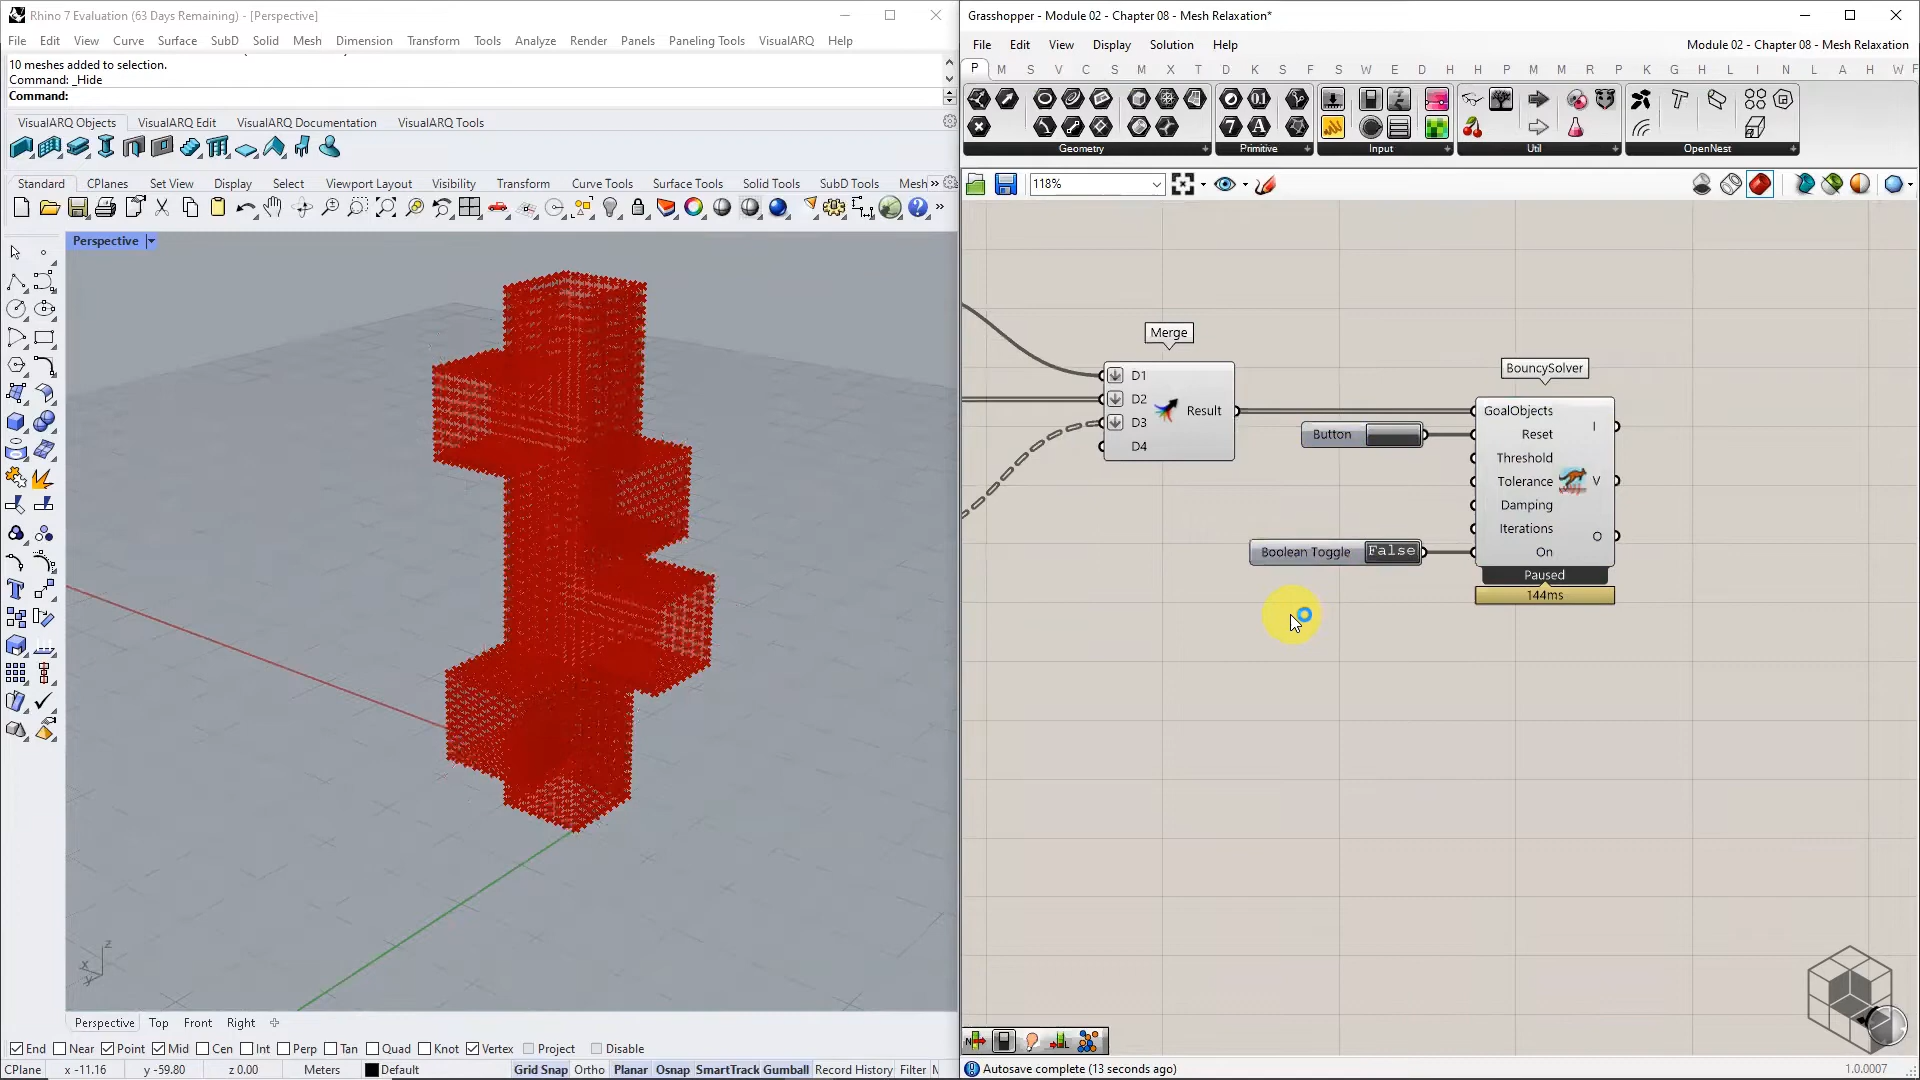 Rhino 7 Evaluation (63 Days Remaining) - [Perspective]
File Edit View Curve Surface SubD Solid Mesh Dimension Transform Tools Analyze Render Panels Paneling Tools VisualARQ Help
10 meshes added to selection.
Command: _Hide
Command:
VisualARQ Objects VisualARQ Edit VisualARQ Documentation VisualARQ Tools
Standard CPlanes Set View Display Select Viewport Layout Visibility Transform Curve Tools Surface Tools Solid Tools SubD Tools Mesh »
Perspective
z
x
y
Perspective Top Front Right
End Near Point Mid Cen Int Perp Tan Quad Knot Vertex Project Disable
CPlane x -11.16 y -59.80 z 0.00 Meters Default Grid Snap Ortho Planar Osnap SmartTrack Gumball Record History Filter
Grasshopper - Module 02 - Chapter 08 - Mesh Relaxation*
File Edit View Display Solution Help Module 02 - Chapter 08 - Mesh Relaxation
P M S V C S M X T D K S F S W E D H H P M M R P K G H L I N L A H W F
Geometry Primitive Input Util OpenNest
118%
Merge
D1
D2
D3
D4
Result
BouncySolver
GoalObjects
Reset
Threshold
Tolerance
Damping
Iterations
On
I
V
O
Button
Boolean Toggle False
Paused
144ms
Autosave complete (13 seconds ago) 1.0.0007